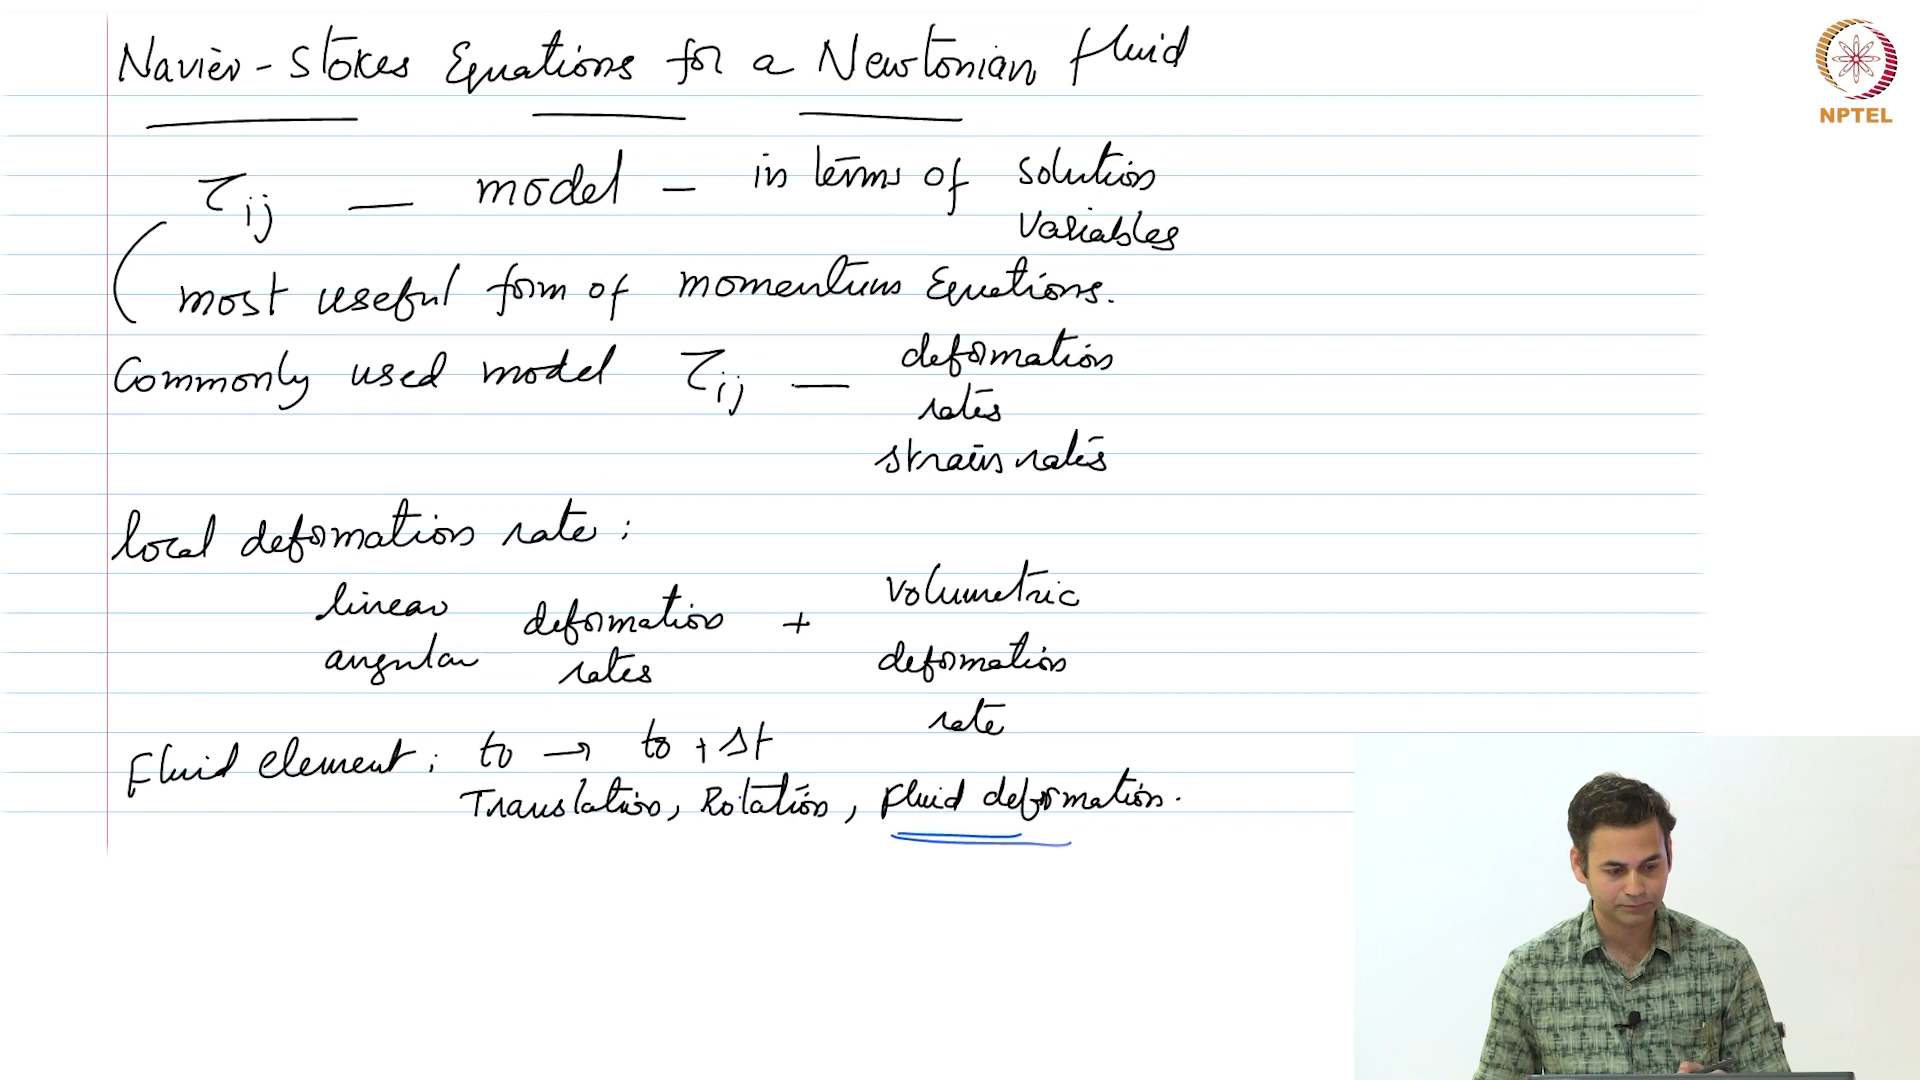 Navier-Stokes Equations for a Newtonian fluid
NPTEL
τij — model – in terms of solution
variables
most useful form of momentum Equations.
Commonly used model τij — deformation
rates
strain rates
local deformation rate:
linear
angular deformation
rates + volumetric
deformation
rate
Fluid element: to → to + Δt
Translation, Rotation, Fluid deformation.